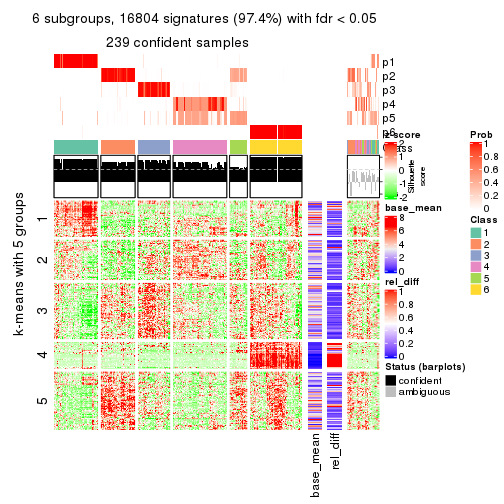 6 subgroups, 16804 signatures (97.4%) with fdr < 0.05
239 confident samples
p1
p2
p3
p4
p5
p6
Class
Silhouette
score
k-means with 5 groups
1
2
3
4
5
base_mean
rel_diff
z score
2
1
0
-1
-2
base_mean
8
6
4
2
0
rel_diff
1
0.8
0.6
0.4
0.2
0
Status (barplots)
confident
ambiguous
Prob
1
0.8
0.6
0.4
0.2
0
Class
1
2
3
4
5
6